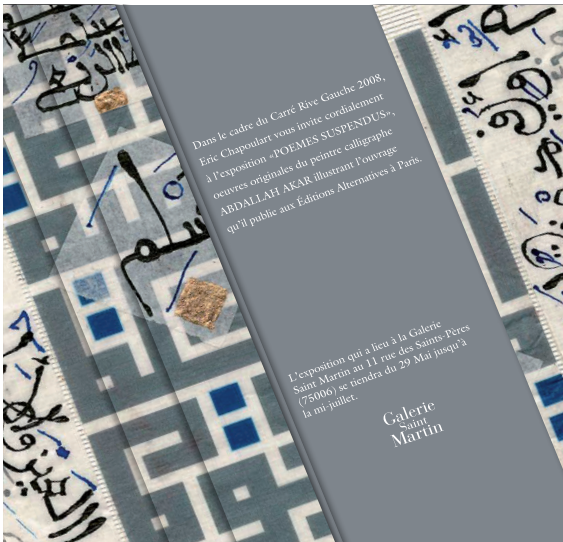 Dans le cadre du Carré Rive Gauche 2008,
Eric Chapoulart vous invite cordialement
à l'exposition «POEMES SUSPENDUS»,
oeuvres originales du peintre calligraphe
ABDALLAH AKAR illustrant l'ouvrage
qu'il publie aux Éditions Alternatives à Paris.
L'exposition qui a lieu à la Galerie
Saint Martin au 11 rue des Saints-Pères
(75006) se tiendra du 29 Mai jusqu'à
la mi-juillet.
Galerie
Saint
Martin